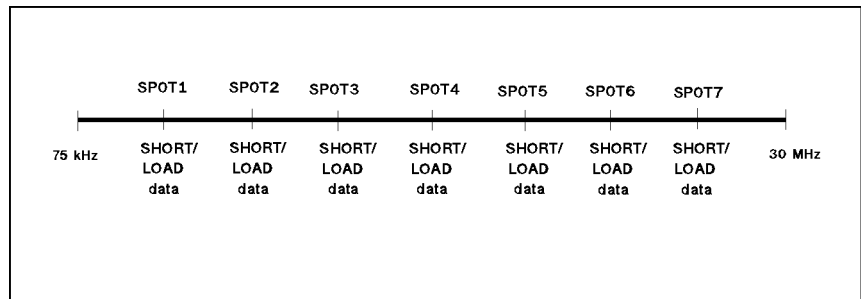 SPOT1 SPOT2 SPOT3 SPOT4 SPOT5 SPOT6 SPOT7
75 kHz SHORT/ SHORT/ SHORT/ SHORT/ SHORT/ SHORT/ SHORT/ 30 MHz
LOAD LOAD LOAD LOAD LOAD LOAD LOAD
data data data data data data data